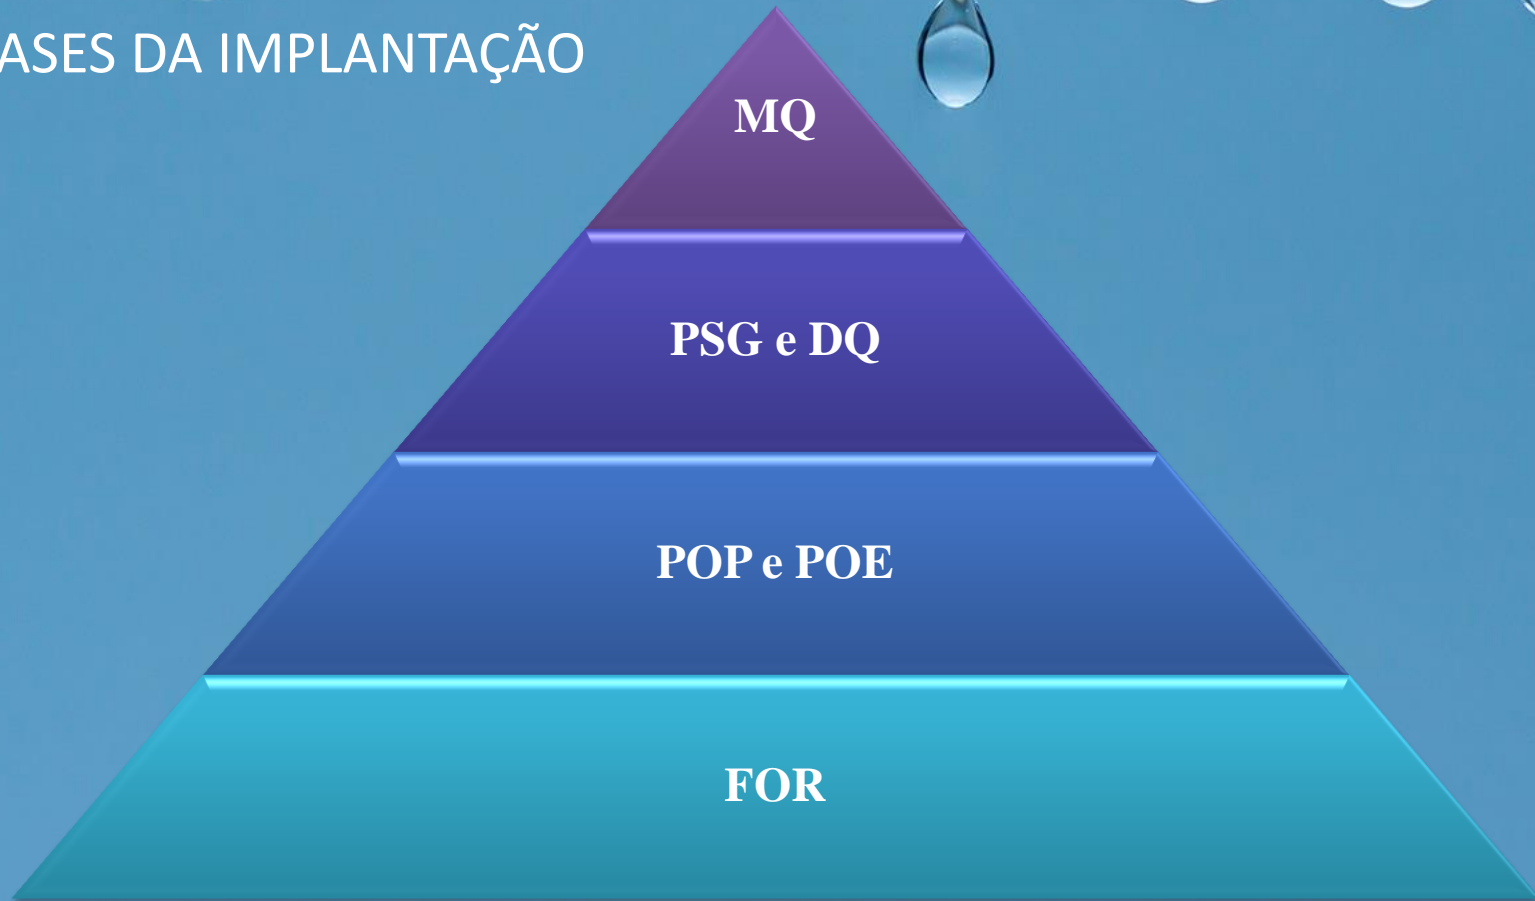 ASES DA IMPLANTAÇÃO
MQ
PSG e DQ
POP e POE
FOR